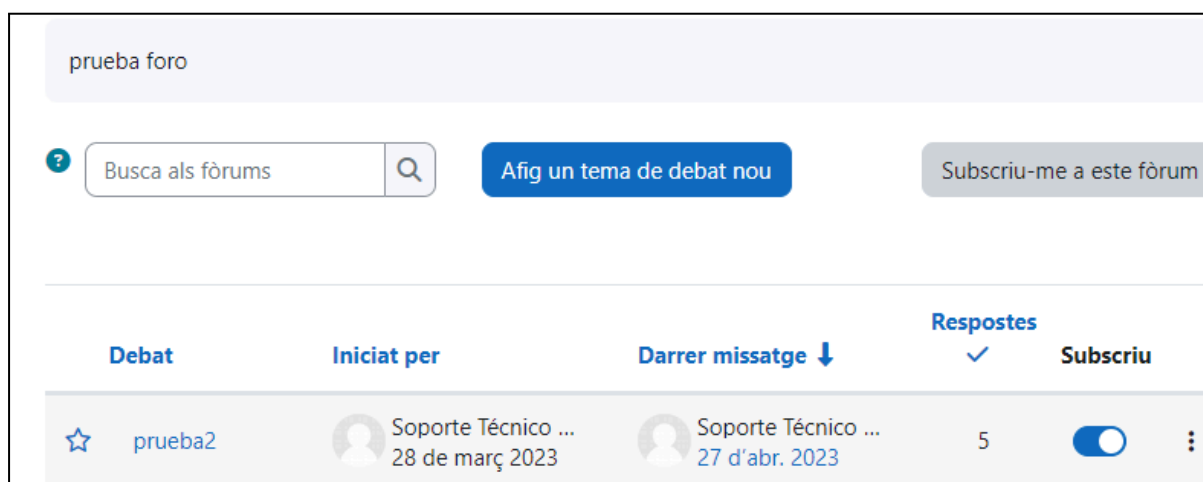 prueba foro
?
Busca als fòrums
Afig un tema de debat nou
Subscriu-me a este fòrum
Debat
Iniciat per
Darrer missatge
Respostes
Subscriu
prueba2
Soporte Técnico ...
28 de març 2023
Soporte Técnico ...
27 d'abr. 2023
5